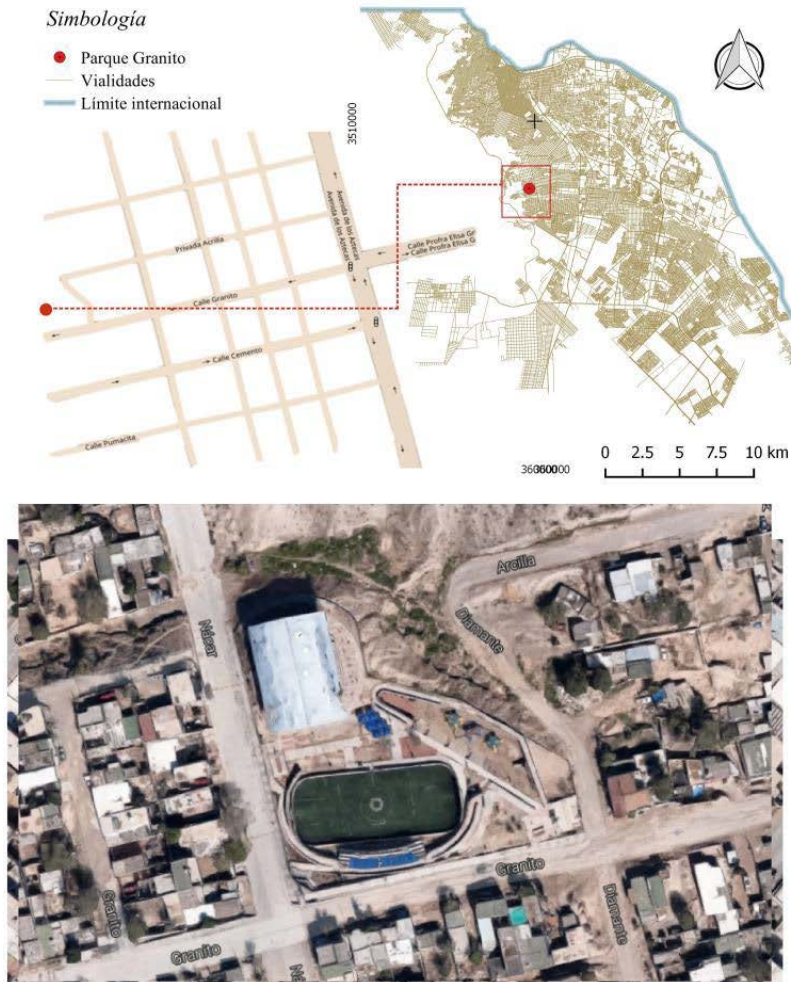 Simbología
Parque Granito
Vialidades
Límite internacional
3510000
Avenida de los Aztecas
Avenida de los Aztecas
Calle Profra Elisa Gr
Calle Profra Elisa G
Privada Acrilla
Calle Granito
Calle Cemento
Calle Pumacita
0 2.5 5 7.5 10 km
Arcilla
Diamante
Nácar
Granito
Granito
Granito
Diamante